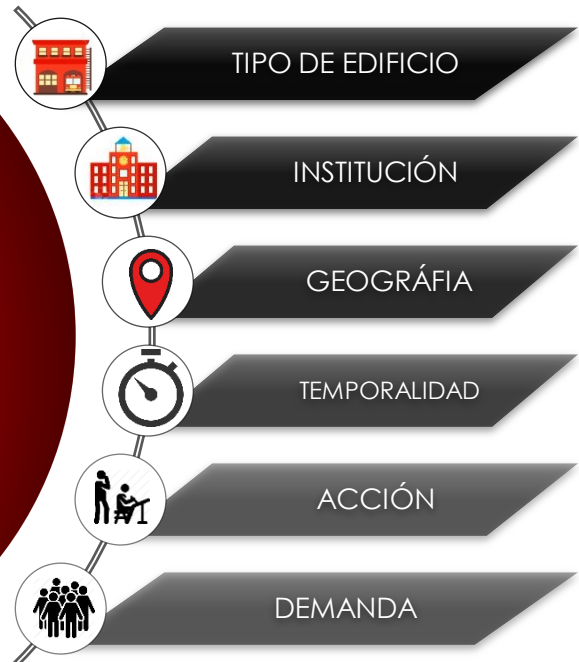 TIPO DE EDIFICIO
INSTITUCIÓN
GEOGRÁFIA
TEMPORALIDAD
ACCIÓN
DEMANDA